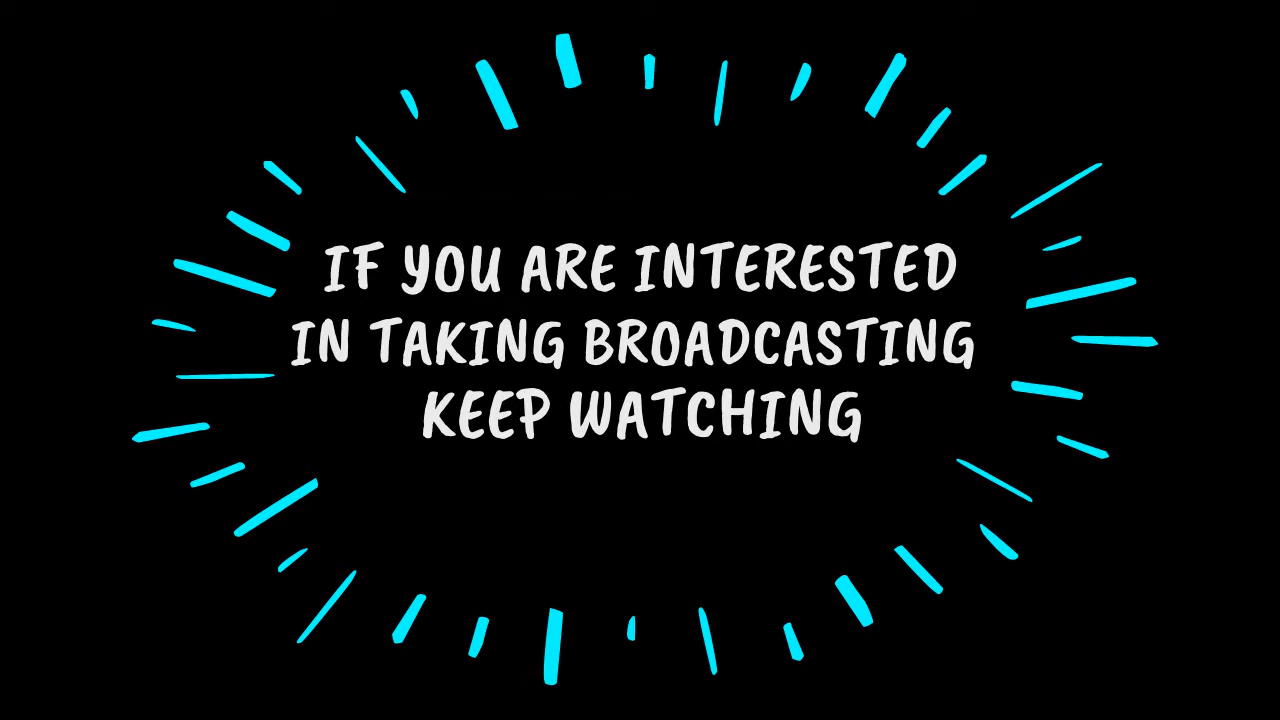 IF YOU ARE INTERESTED
IN TAKING BROADCASTING
KEEP WATCHING